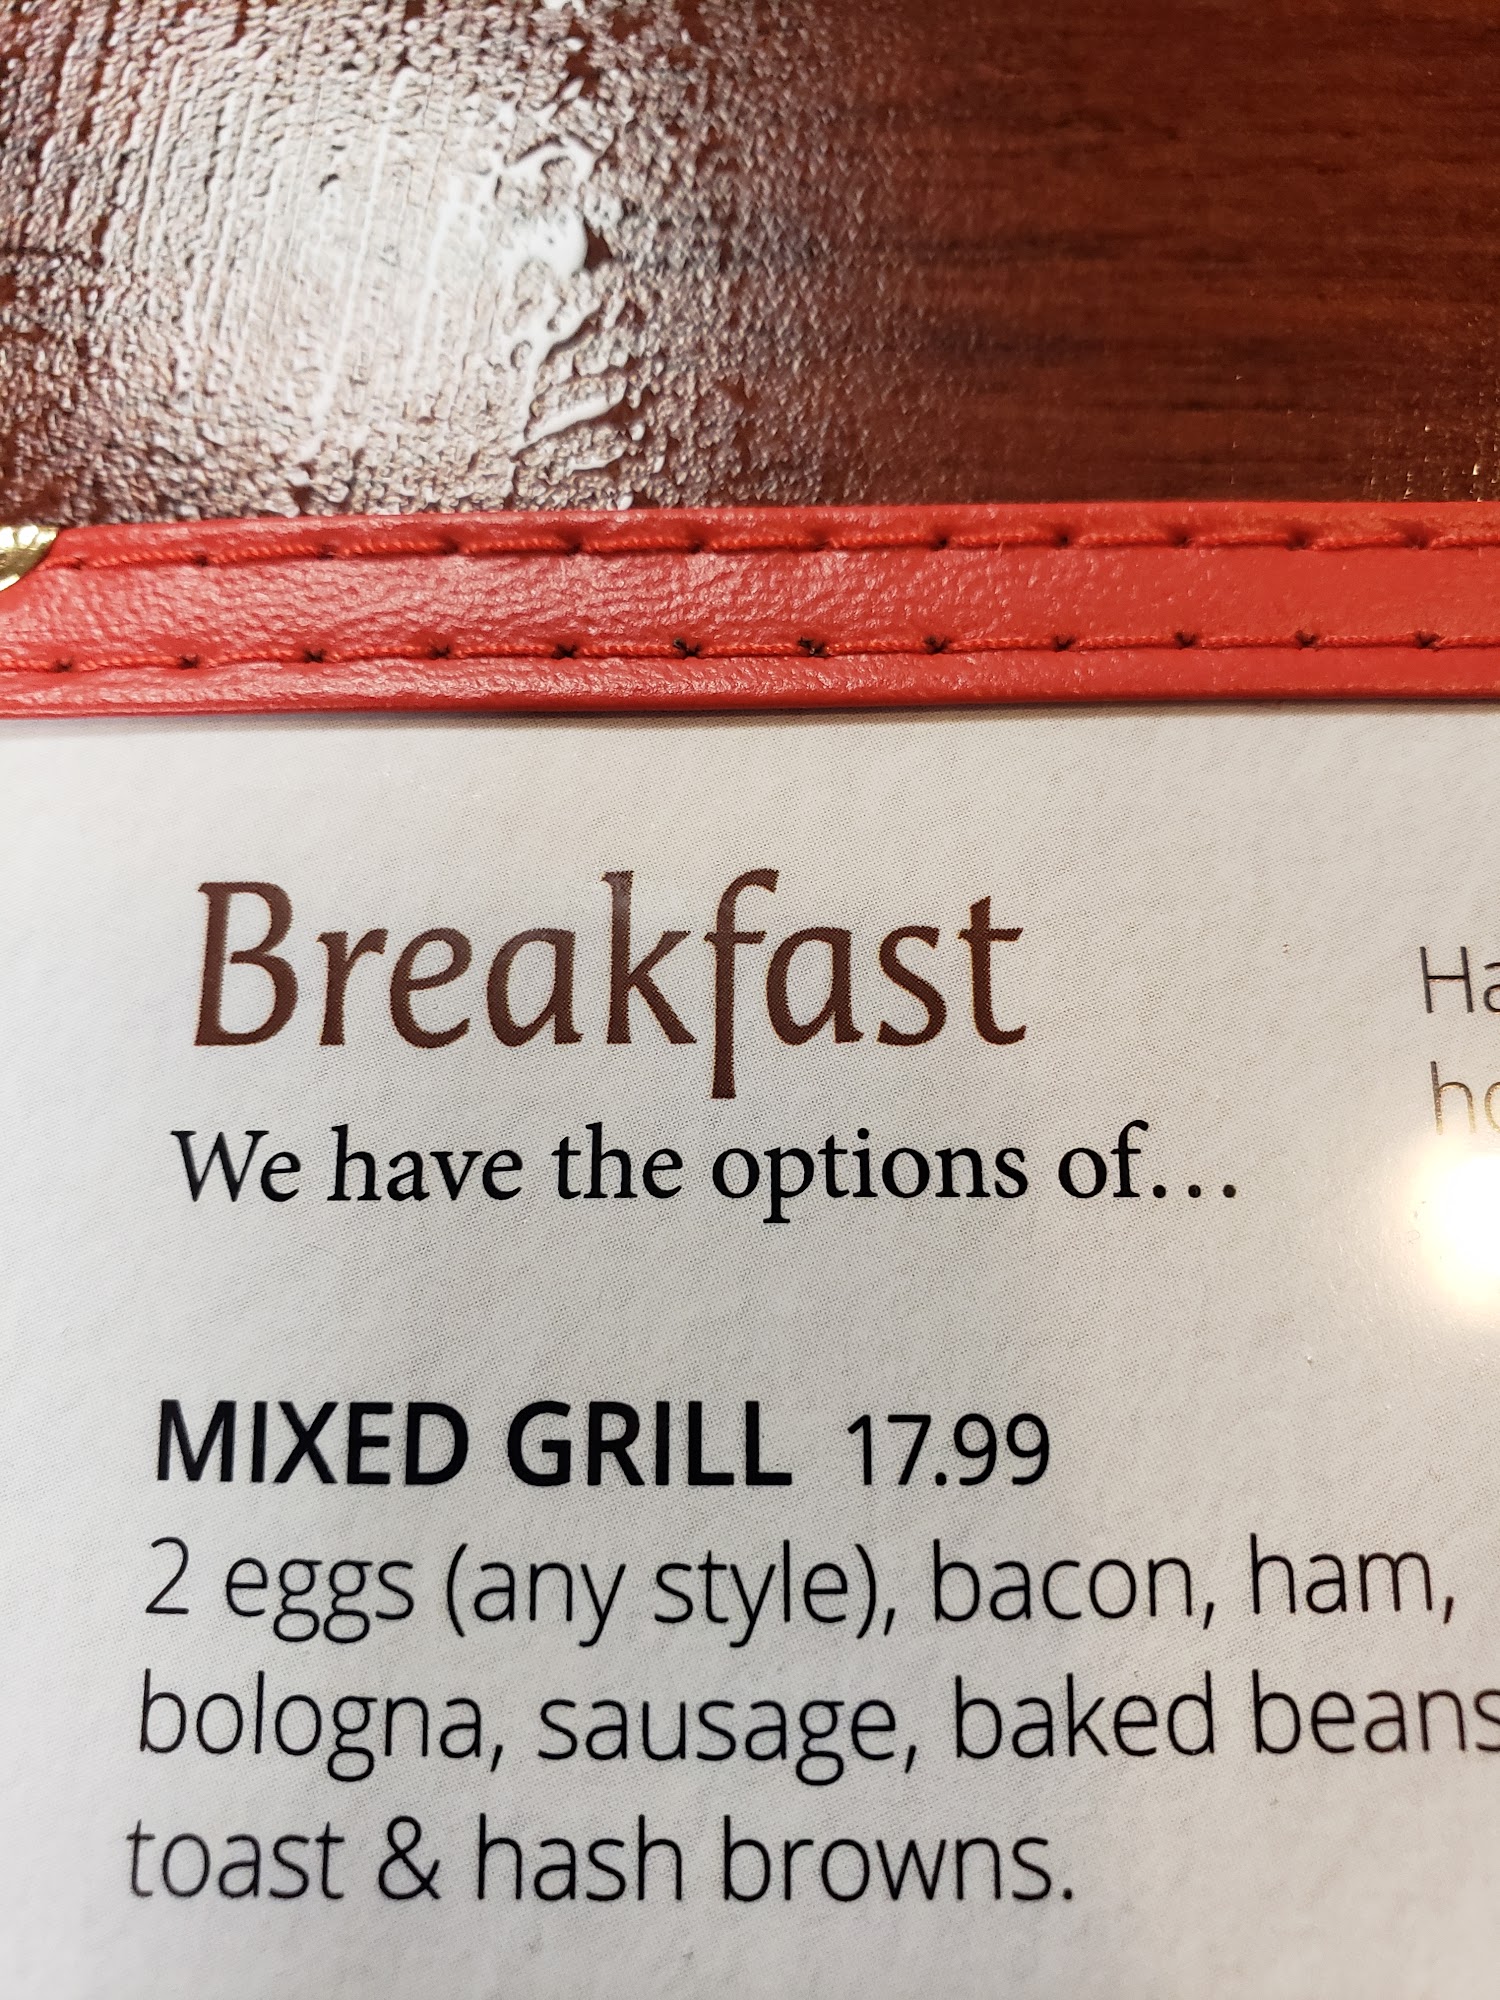 Breakfast
We have the options of...
MIXED GRILL 17.99
2 eggs (any style), bacon, ham,
bologna, sausage, baked beans
toast & hash browns.